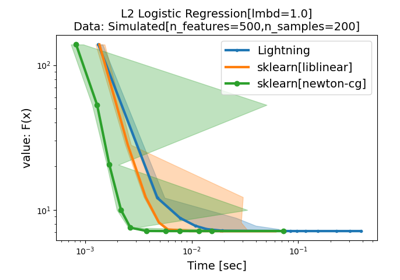 L2 Logistic Regression[lmbd=1.0]
Data: Simulated[n_features=500,n_samples=200]
value: F(x)
10²
10¹
Lightning
sklearn[liblinear]
sklearn[newton-cg]
10⁻³
10⁻²
10⁻¹
Time [sec]